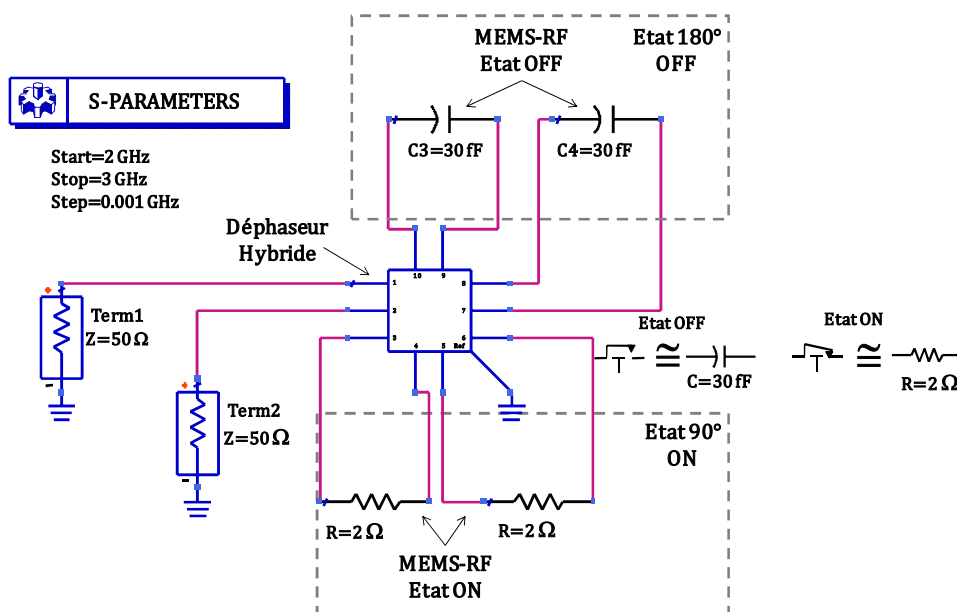 MEMS-RF
Etat OFF
Etat 180°
OFF
S-PARAMETERS
C3=30 fF
C4=30 fF
Start=2 GHz
Stop=3 GHz
Step=0.001 GHz
Déphaseur
Hybride
10
9
1
8
2
7
3
6
4
5
Ref
+
Term1
Z=50 Ω
-
+
Term2
Z=50 Ω
-
Etat OFF
≅
C=30 fF
Etat ON
≅
R=2 Ω
Etat 90°
ON
R=2 Ω
R=2 Ω
MEMS-RF
Etat ON